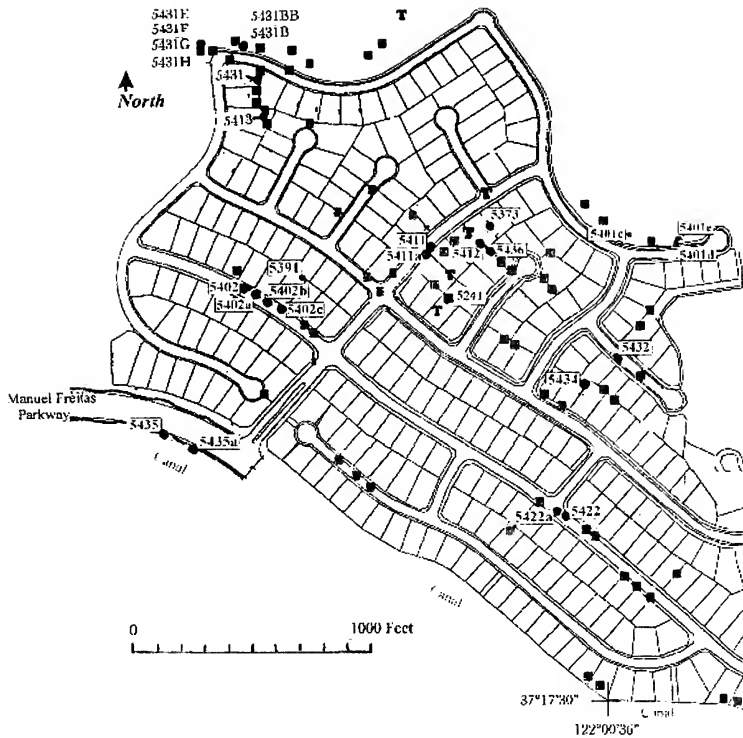 5431E 5431BB
5431F 5431B
5431G
5431H
5431
T
North
5413
T
5373
5411
T
5412
5436
5411a
5401c
5401e
5401d
5391
5402
5402b
5402a
5402c
T
5241
T
5432
5434
Manuel Freitas
Parkway
5435
5435a
Canal
5422a
5422
Canal
0 1000 Feet
37°17'30"
Canal
122°00'36"